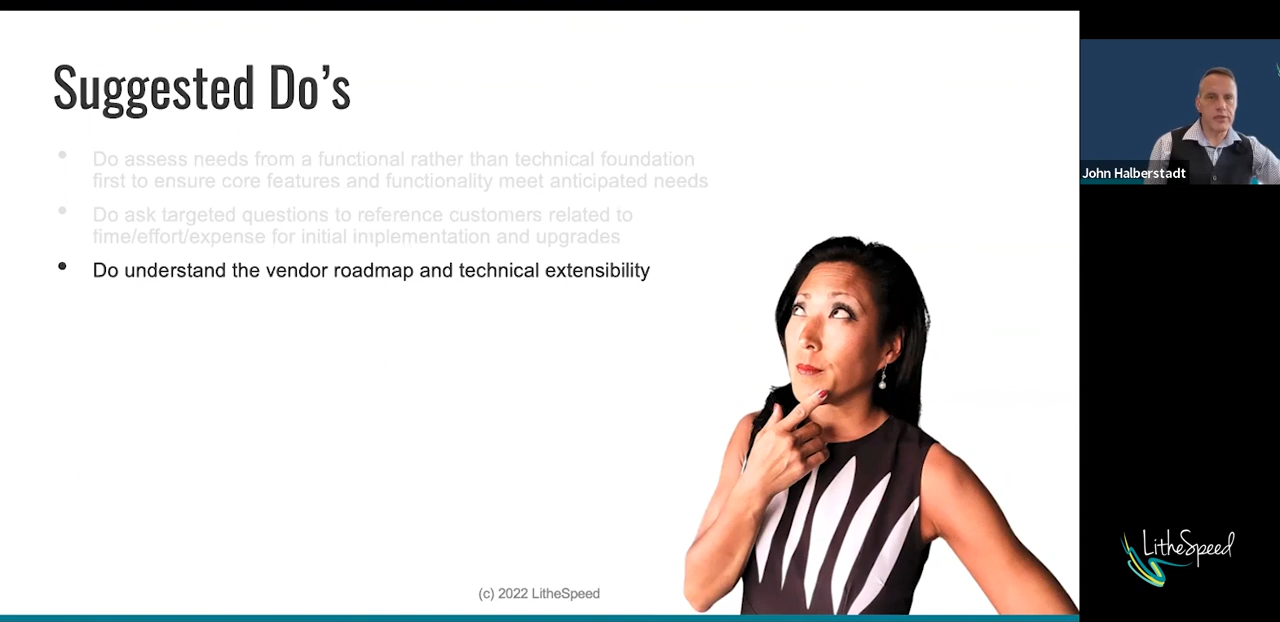 Suggested Do's
• Do assess needs from a functional rather than technical foundation
first to ensure core features and functionality meet anticipated needs
• Do ask targeted questions to reference customers related to
time/effort/expense for initial implementation and upgrades
• Do understand the vendor roadmap and technical extensibility
(c) 2022 LitheSpeed
John Halberstadt
LitheSpeed